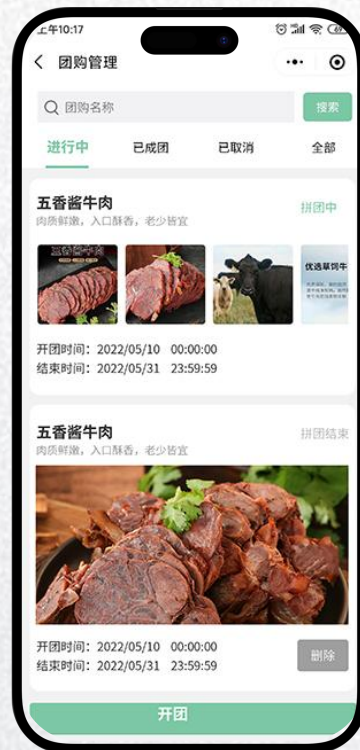 上午10:17
团购管理
团购名称
搜索
进行中 已成团 已取消 全部
五香酱牛肉
拼团中
肉质鲜嫩，入口酥香，老少皆宜
五香酱牛肉
优选草饲牛
开团时间：2022/05/10 00:00:00
结束时间：2022/05/31 23:59:59
五香酱牛肉
拼团结束
肉质鲜嫩，入口酥香，老少皆宜
开团时间：2022/05/10 00:00:00
结束时间：2022/05/31 23:59:59
删除
开团